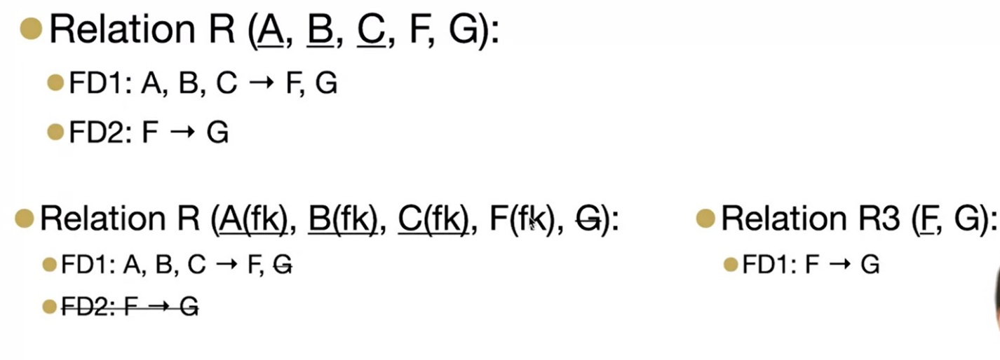 Relation R (A, B, C, F, G):
FD1: A, B, C → F, G
FD2: F → G
Relation R (A(fk), B(fk), C(fk), F(fk), G):
FD1: A, B, C → F, G
FD2: F → G
Relation R3 (F, G):
FD1: F → G